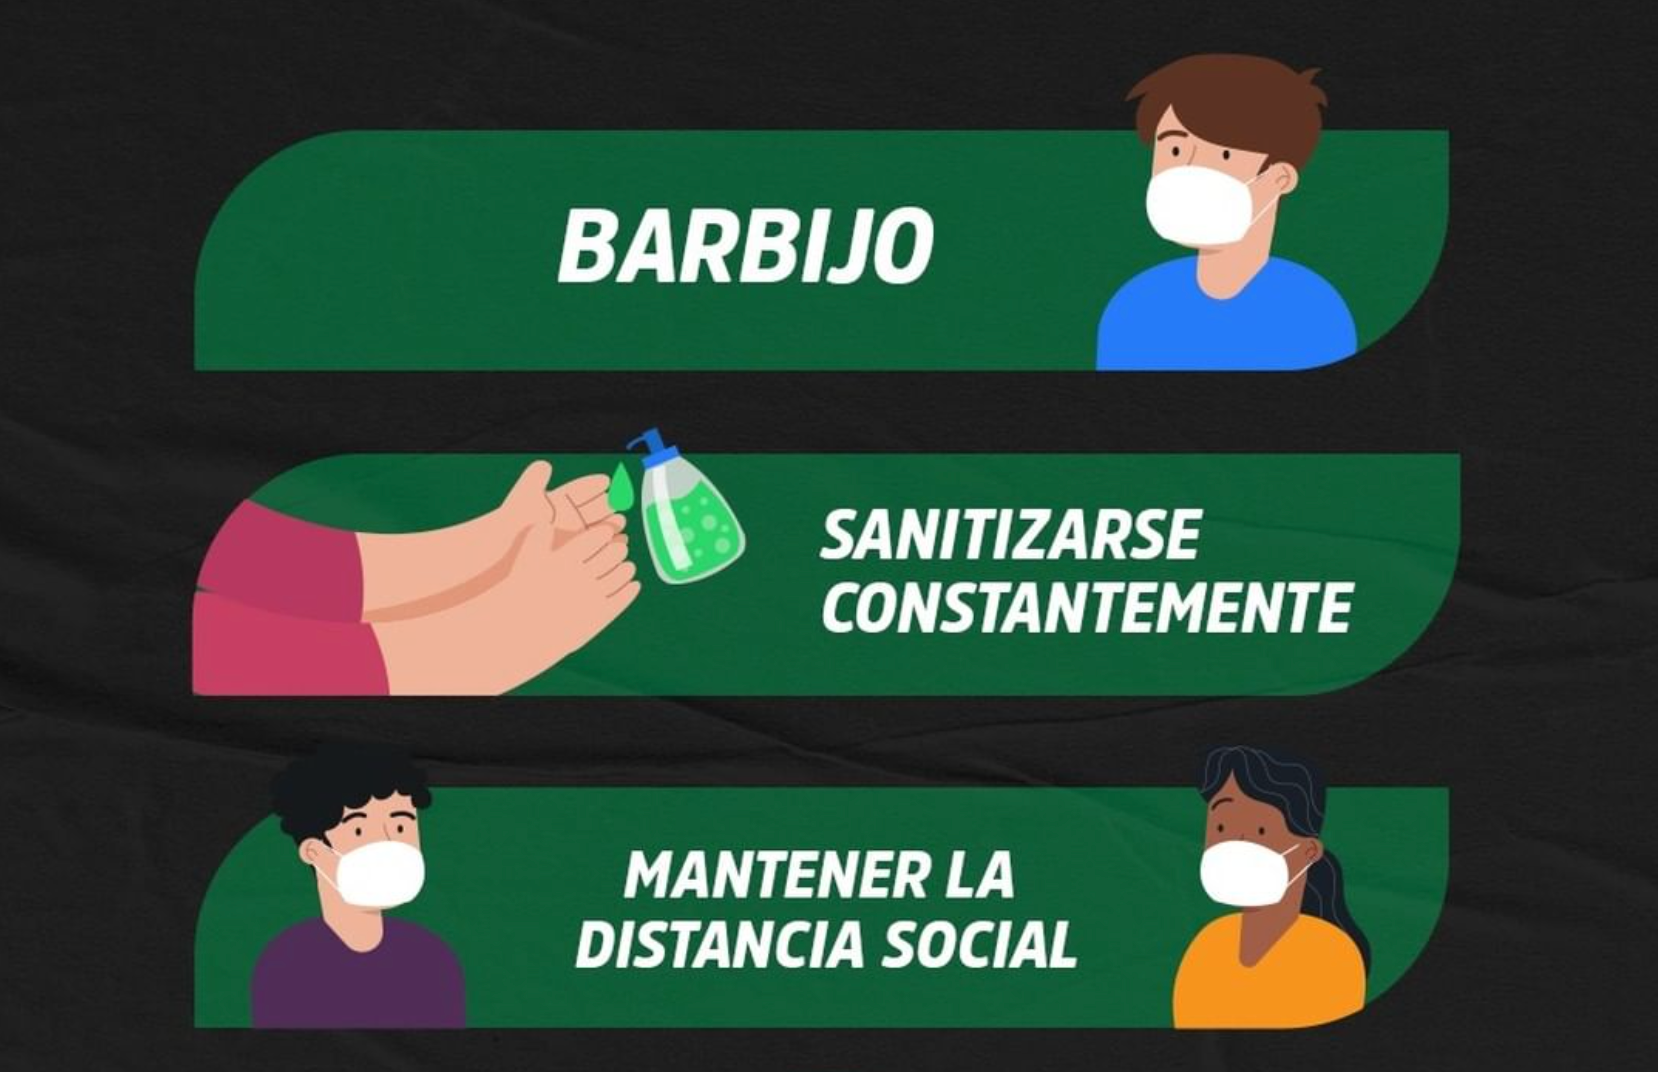 BARBIJO
SANITIZARSE
CONSTANTEMENTE
MANTENER LA
DISTANCIA SOCIAL